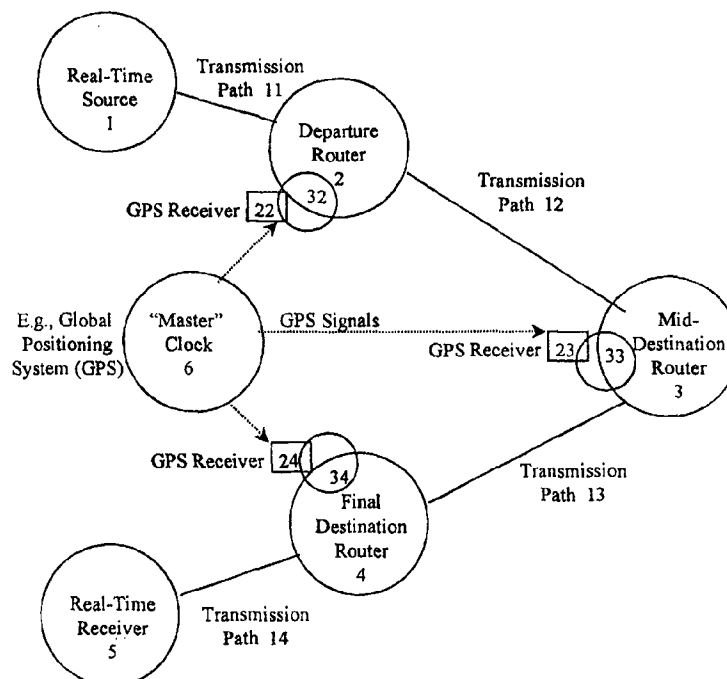 Real-Time
Source
1
Transmission
Path 11
Departure
Router
2
32
GPS Receiver
22
Transmission
Path 12
E.g., Global
Positioning
System (GPS)
“Master”
Clock
6
GPS Signals
GPS Receiver
23
33
Mid-
Destination
Router
3
GPS Receiver
24
34
Final
Destination
Router
4
Transmission
Path 13
Real-Time
Receiver
5
Transmission
Path 14